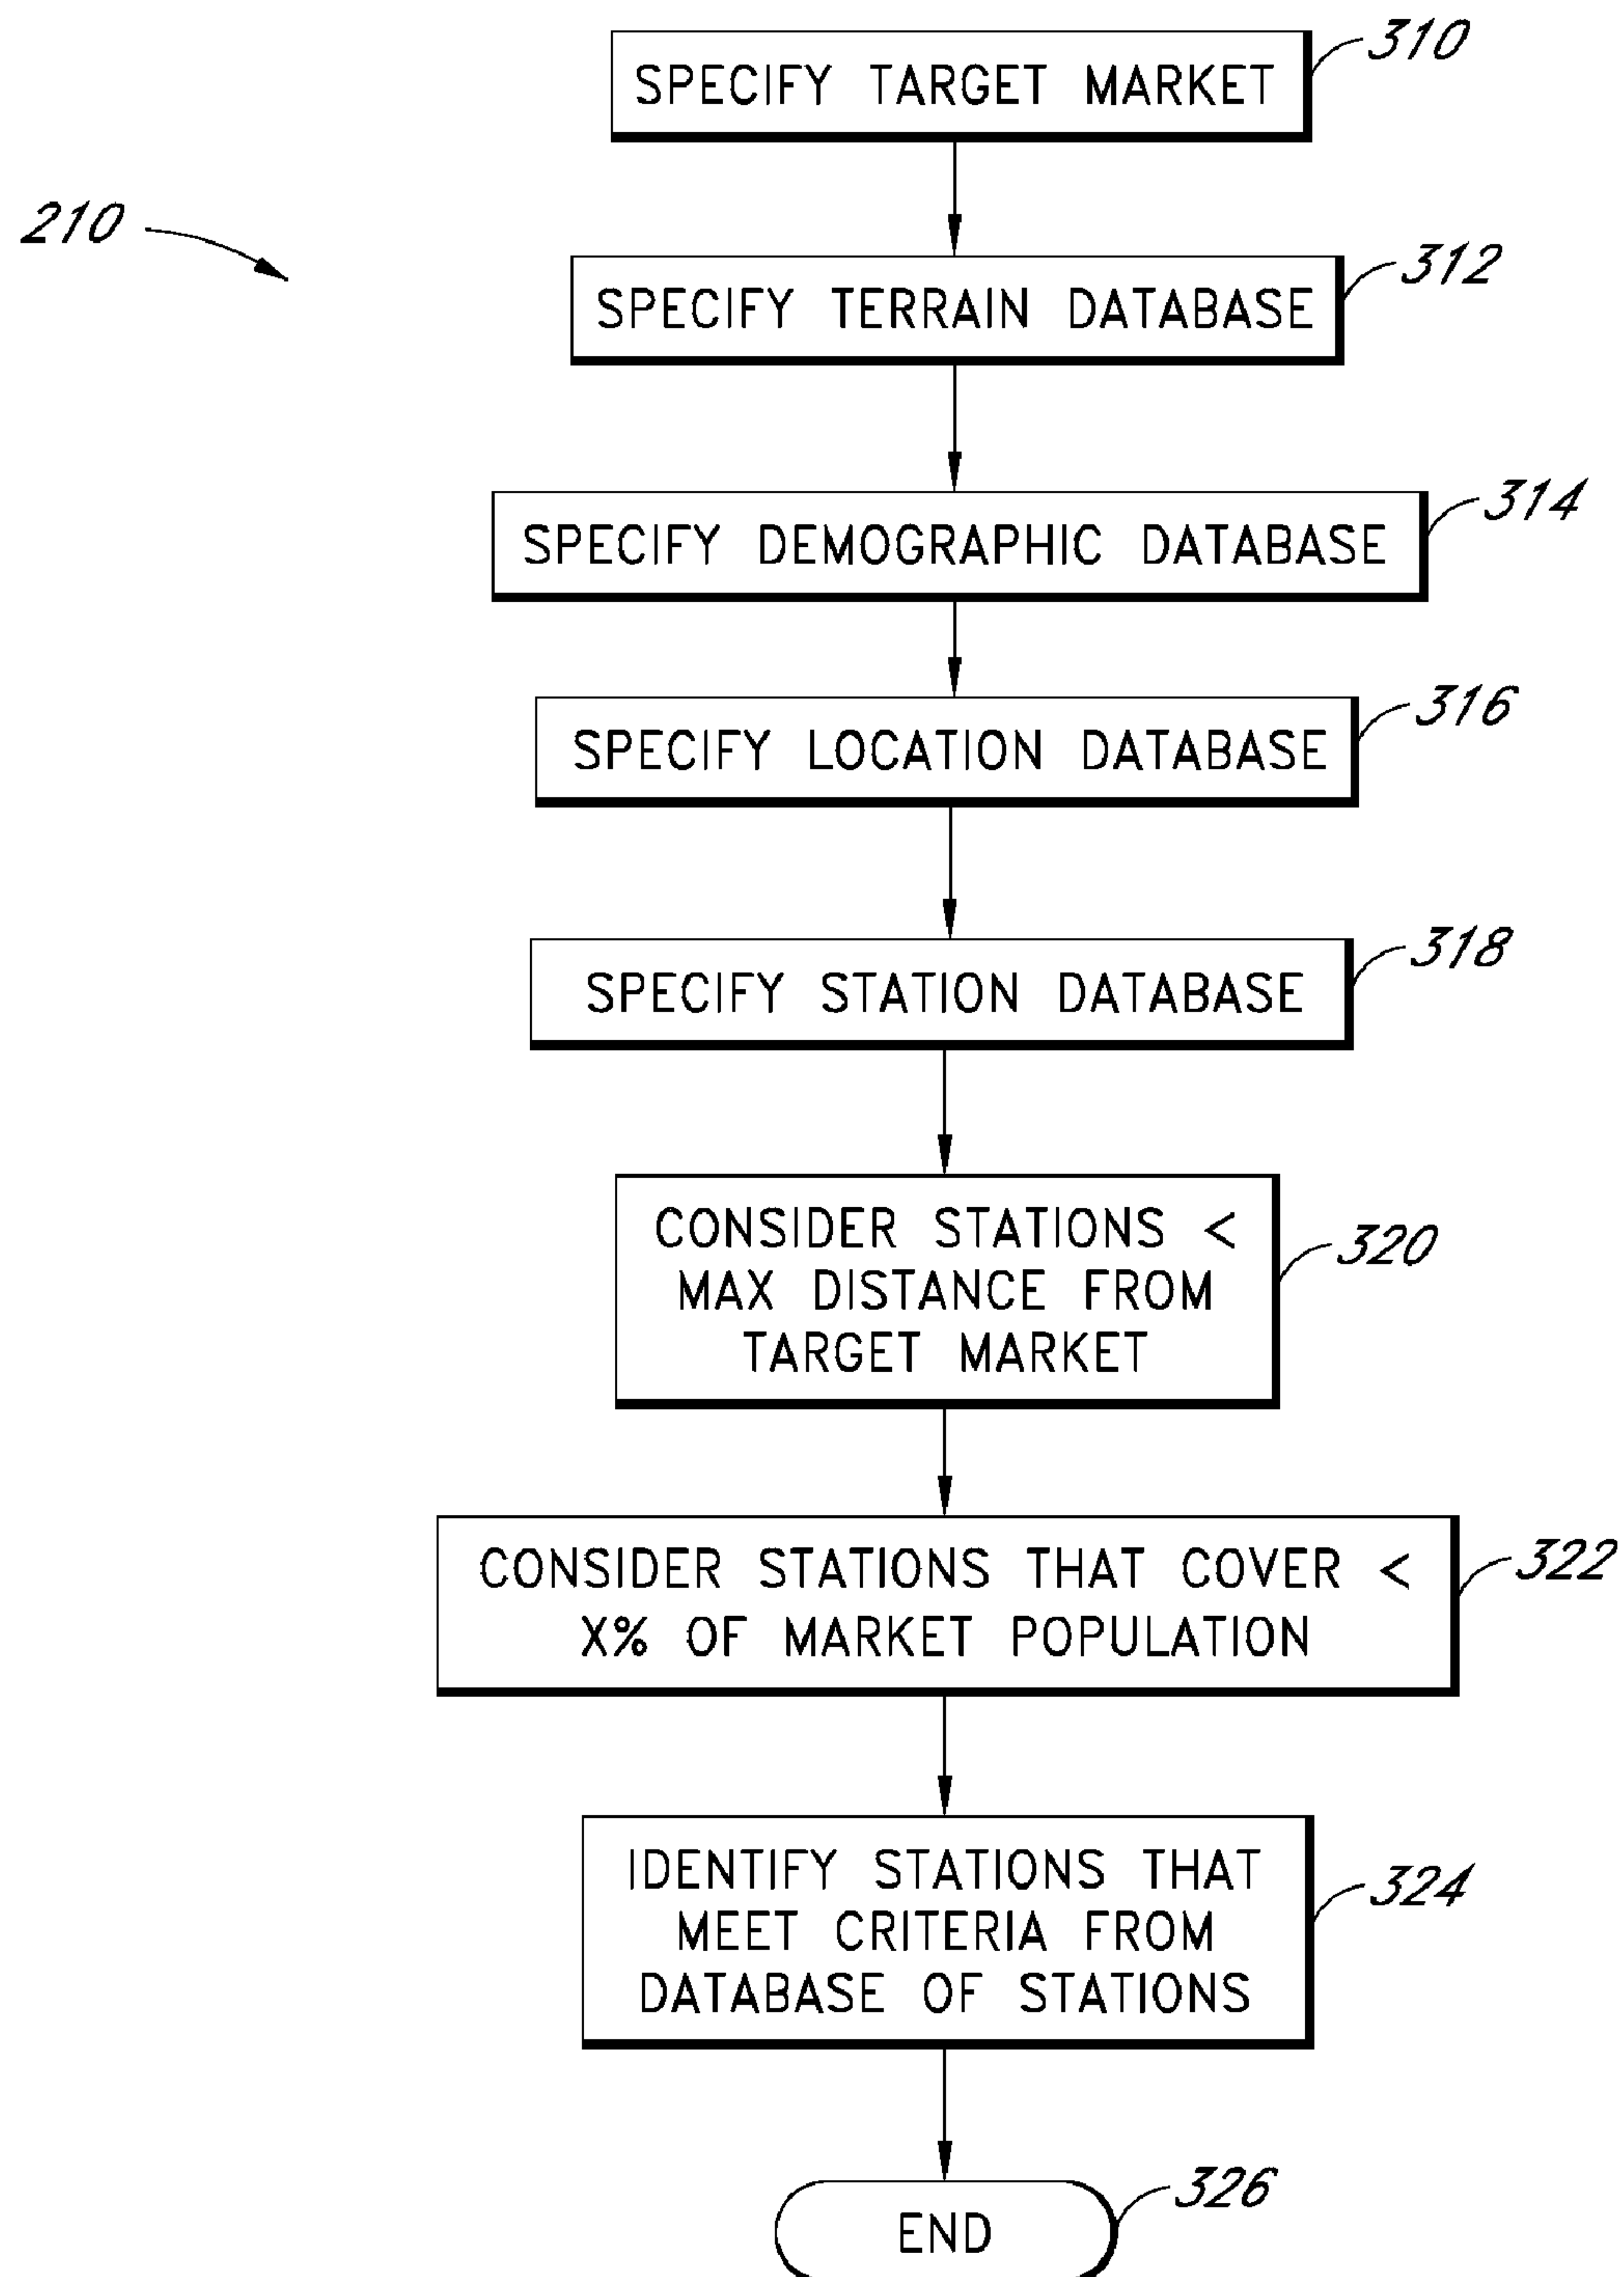 310
SPECIFY TARGET MARKET
210
312
SPECIFY TERRAIN DATABASE
314
SPECIFY DEMOGRAPHIC DATABASE
316
SPECIFY LOCATION DATABASE
318
SPECIFY STATION DATABASE
CONSIDER STATIONS <
MAX DISTANCE FROM
TARGET MARKET
320
CONSIDER STATIONS THAT COVER <
X% OF MARKET POPULATION
322
IDENTIFY STATIONS THAT
MEET CRITERIA FROM
DATABASE OF STATIONS
324
326
END